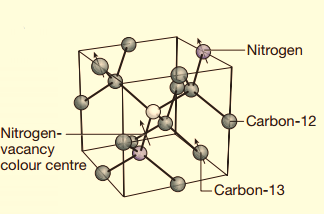 Nitrogen
Carbon-12
Nitrogen-
vacancy
colour centre
Carbon-13